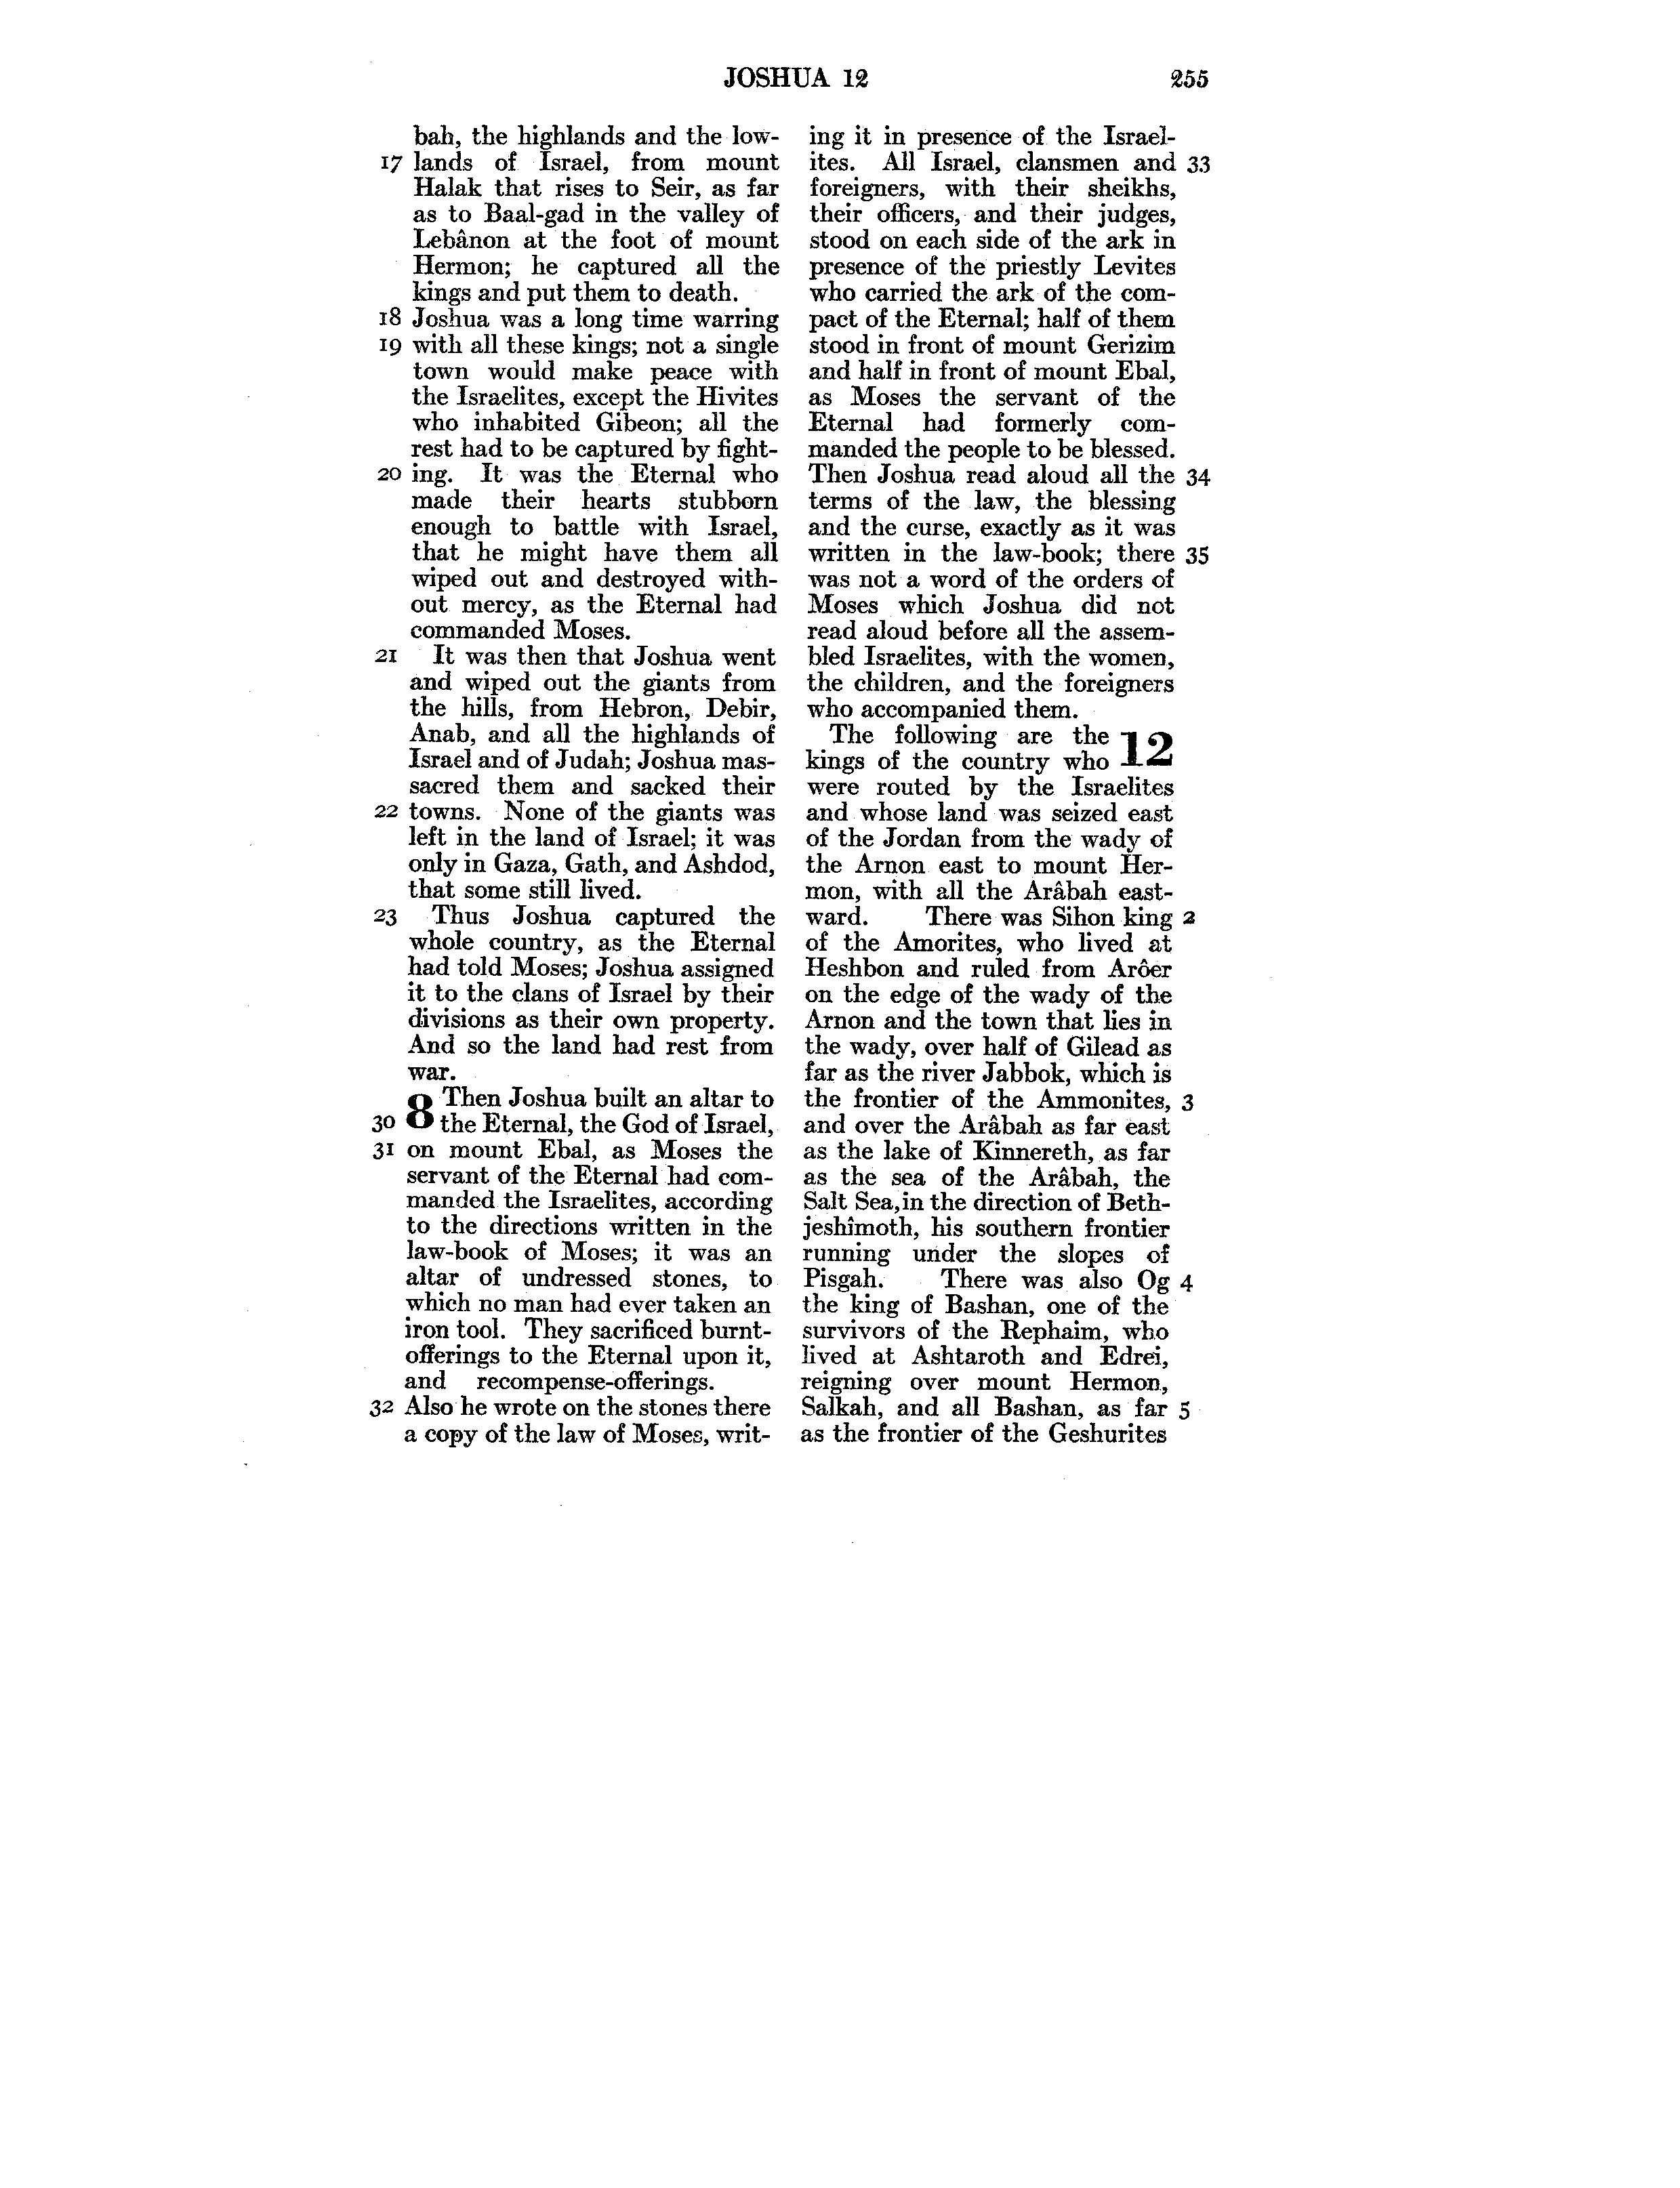 JOSHUA 12 255
bah, the highlands and the low-
17 lands of Israel, from mount
Halak that rises to Seir, as far
as to Baal-gad in the valley of
Lebânon at the foot of mount
Hermon; he captured all the
kings and put them to death.
18 Joshua was a long time warring
19 with all these kings; not a single
town would make peace with
the Israelites, except the Hivites
who inhabited Gibeon; all the
rest had to be captured by fight-
20 ing. It was the Eternal who
made their hearts stubborn
enough to battle with Israel,
that he might have them all
wiped out and destroyed with-
out mercy, as the Eternal had
commanded Moses.
21 It was then that Joshua went
and wiped out the giants from
the hills, from Hebron, Debir,
Anab, and all the highlands of
Israel and of Judah; Joshua mas-
sacred them and sacked their
22 towns. None of the giants was
left in the land of Israel; it was
only in Gaza, Gath, and Ashdod,
that some still lived.
23 Thus Joshua captured the
whole country, as the Eternal
had told Moses; Joshua assigned
it to the clans of Israel by their
divisions as their own property.
And so the land had rest from
war.
8 Then Joshua built an altar to
30 the Eternal, the God of Israel,
31 on mount Ebal, as Moses the
servant of the Eternal had com-
manded the Israelites, according
to the directions written in the
law-book of Moses; it was an
altar of undressed stones, to
which no man had ever taken an
iron tool. They sacrificed burnt-
offerings to the Eternal upon it,
and recompense-offerings.
32 Also he wrote on the stones there
a copy of the law of Moses, writ-
ing it in presence of the Israel-
ites. All Israel, clansmen and 33
foreigners, with their sheikhs,
their officers, and their judges,
stood on each side of the ark in
presence of the priestly Levites
who carried the ark of the com-
pact of the Eternal; half of them
stood in front of mount Gerizim
and half in front of mount Ebal,
as Moses the servant of the
Eternal had formerly com-
manded the people to be blessed.
Then Joshua read aloud all the 34
terms of the law, the blessing
and the curse, exactly as it was
written in the law-book; there 35
was not a word of the orders of
Moses which Joshua did not
read aloud before all the assem-
bled Israelites, with the women,
the children, and the foreigners
who accompanied them.
The following are the 12
kings of the country who
were routed by the Israelites
and whose land was seized east
of the Jordan from the wady of
the Arnon east to mount Her-
mon, with all the Arâbah east-
ward. There was Sihon king 2
of the Amorites, who lived at
Heshbon and ruled from Arôer
on the edge of the wady of the
Arnon and the town that lies in
the wady, over half of Gilead as
far as the river Jabbok, which is
the frontier of the Ammonites, 3
and over the Arâbah as far east
as the lake of Kinnereth, as far
as the sea of the Arâbah, the
Salt Sea, in the direction of Beth-
jeshîmoth, his southern frontier
running under the slopes of
Pisgah. There was also Og 4
the king of Bashan, one of the
survivors of the Rephaim, who
lived at Ashtaroth and Edrei,
reigning over mount Hermon,
Salkah, and all Bashan, as far 5
as the frontier of the Geshurites